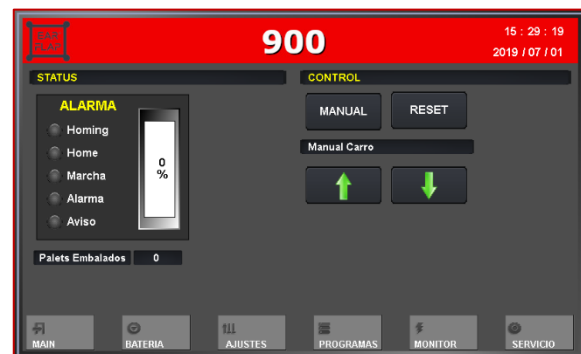 900
15 : 29 : 19
2019 / 07 / 01
STATUS
CONTROL
ALARMA
Homing
Home
Marcha
Alarma
Aviso
0
%
Palets Embalados 0
MANUAL RESET
Manual Carro
MAIN BATERIA AJUSTES PROGRAMAS MONITOR SERVICIO